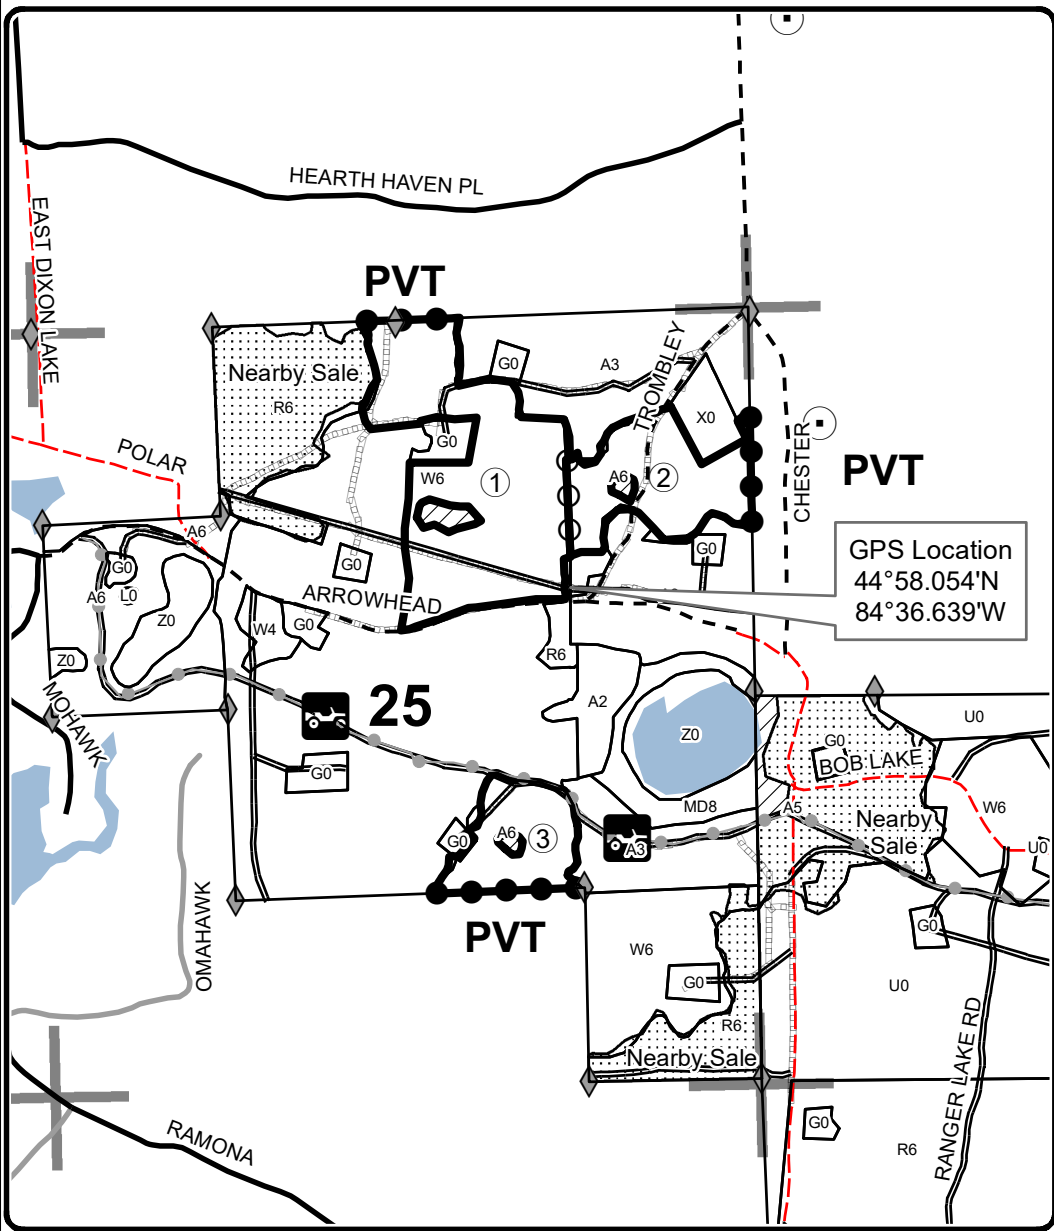 HEARTH HAVEN PL
EAST DIXON LAKE
PVT
Nearby Sale
R6
G0
A3
TROMBLEY
X0
G0
CHESTER
PVT
POLAR
W6
1
A6
2
A6
G0
G0
GPS Location
44°58.054'N
84°36.639'W
G0
A6
L0
ARROWHEAD
Z0
W4
G0
Z0
R6
MOHAWK
25
A2
Z0
U0
G0
BOB LAKE
G0
MD8
A5
W6
Nearby
Sale
G0
A6
3
A3
U0
OMAHAWK
PVT
W6
G0
G0
U0
R6
Nearby Sale
RANGER LAKE RD
RAMONA
G0
R6